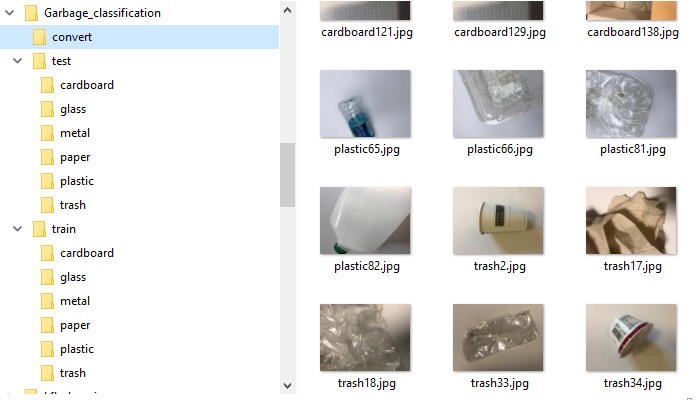 Garbage_classification
convert
test
cardboard
glass
metal
paper
plastic
trash
train
cardboard
glass
metal
paper
plastic
trash
cardboard121.jpg
cardboard129.jpg
cardboard138.jpg
plastic65.jpg
plastic66.jpg
plastic81.jpg
plastic82.jpg
trash2.jpg
trash17.jpg
trash18.jpg
trash33.jpg
trash34.jpg